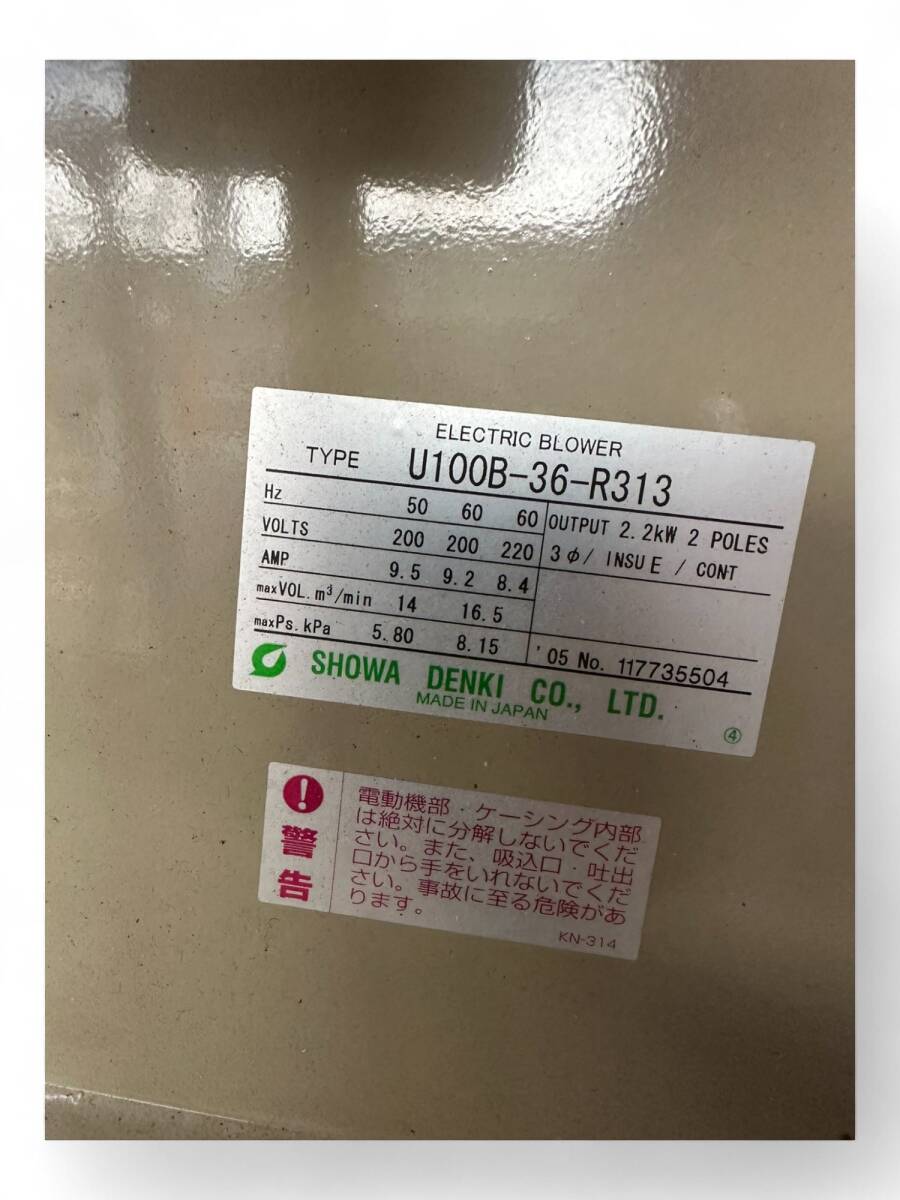 ELECTRIC BLOWER
TYPE U100B-36-R313
Hz 50 60 60
OUTPUT 2.2kW 2 POLES
VOLTS 200 200 220
3φ/ INSU E / CONT
AMP 9.5 9.2 8.4
maxVOL.m³/min 14 16.5
maxPs.kPa 5.80 8.15
'05 No. 117735504
SHOWA DENKI CO., LTD.
MADE IN JAPAN
④
警告
電動機部・ケーシング内部
は絶対に分解しないでくだ
さい。また、吸込口・吐出
口から手をいれないでくだ
さい。事故に至る危険があ
ります。
KN-314